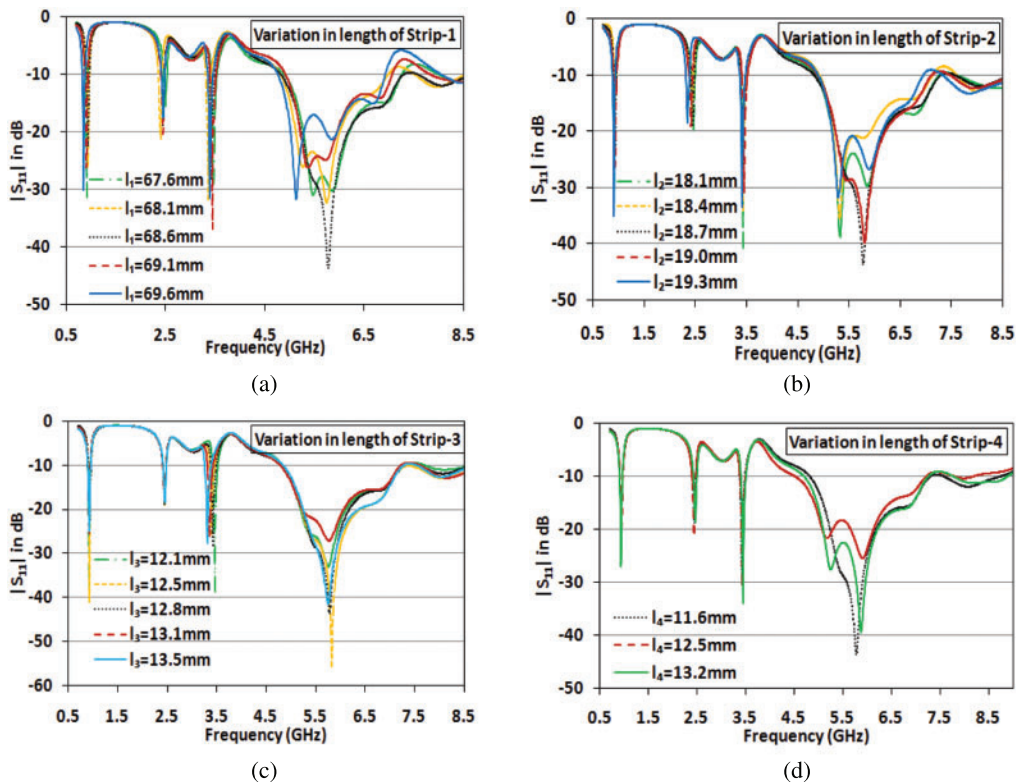 Variation in length of Strip-1
0
-10
-20
-30
-40
-50
|S₁₁| in dB
l₁=67.6mm
l₁=68.1mm
l₁=68.6mm
l₁=69.1mm
l₁=69.6mm
0.5 1.5 2.5 3.5 4.5 5.5 6.5 7.5 8.5
Frequency (GHz)
(a)
Variation in length of Strip-2
0
-10
-20
-30
-40
-50
|S₁₁| in dB
l₂=18.1mm
l₂=18.4mm
l₂=18.7mm
l₂=19.0mm
l₂=19.3mm
0.5 1.5 2.5 3.5 4.5 5.5 6.5 7.5 8.5
Frequency (GHz)
(b)
Variation in length of Strip-3
0
-10
-20
-30
-40
-50
-60
|S₁₁| in dB
l₃=12.1mm
l₃=12.5mm
l₃=12.8mm
l₃=13.1mm
l₃=13.5mm
0.5 1.5 2.5 3.5 4.5 5.5 6.5 7.5 8.5
Frequency (GHz)
(c)
Variation in length of Strip-4
0
-10
-20
-30
-40
-50
|S₁₁| in dB
l₄=11.6mm
l₄=12.5mm
l₄=13.2mm
0.5 1.5 2.5 3.5 4.5 5.5 6.5 7.5 8.5
Frequency (GHz)
(d)